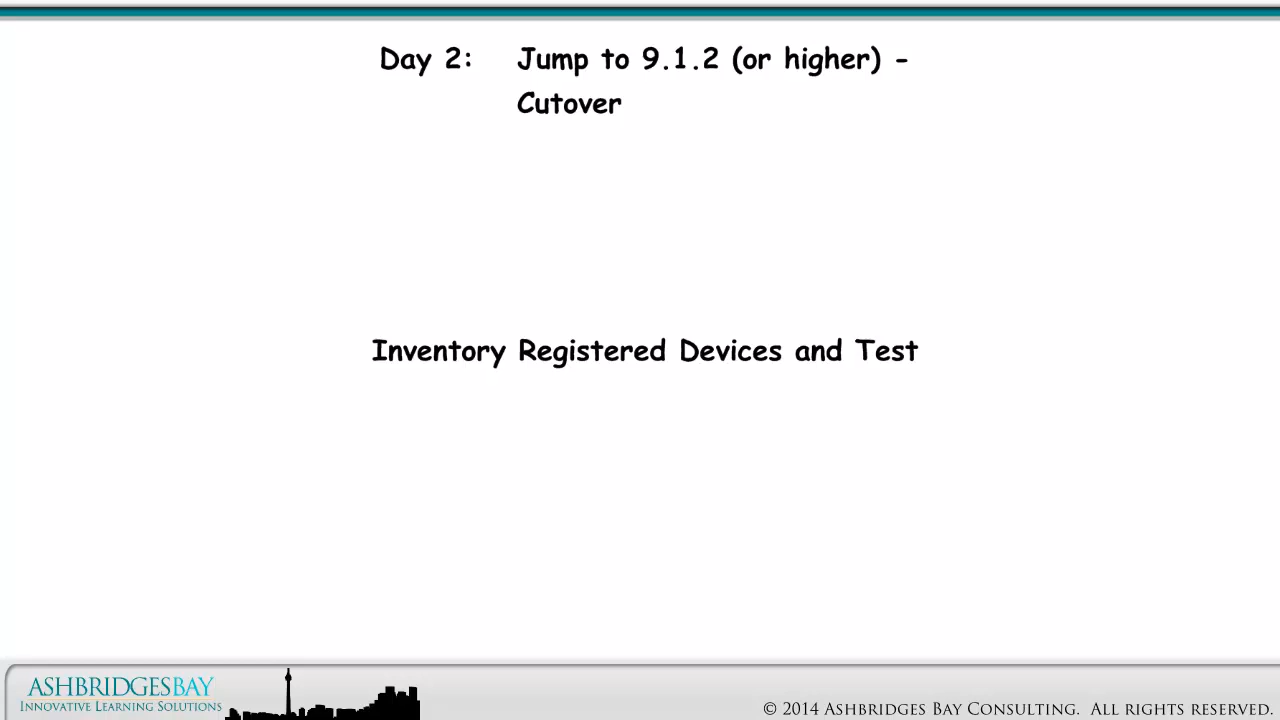 Day 2: Jump to 9.1.2 (or higher) -
Cutover
Inventory Registered Devices and Test
ASHBRIDGESBAY
Innovative Learning Solutions
© 2014 Ashbridges Bay Consulting. All rights reserved.